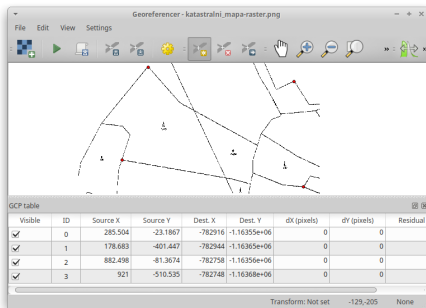 Georeferencer - katastralni_mapa-raster.png
File Edit View Settings
GCP table
Visible ID Source X Source Y Dest. X Dest. Y dX (pixels) dY (pixels) Residual
0 285.504 -23.1867 -782916 -1.16355e+06 0 0
1 178.683 -401.447 -782944 -1.16355e+06 0 0
2 882.498 -81.3674 -782758 -1.16356e+06 0 0
3 921 -510.535 -782748 -1.16368e+06 0 0
Transform: Not set -129,-205 None